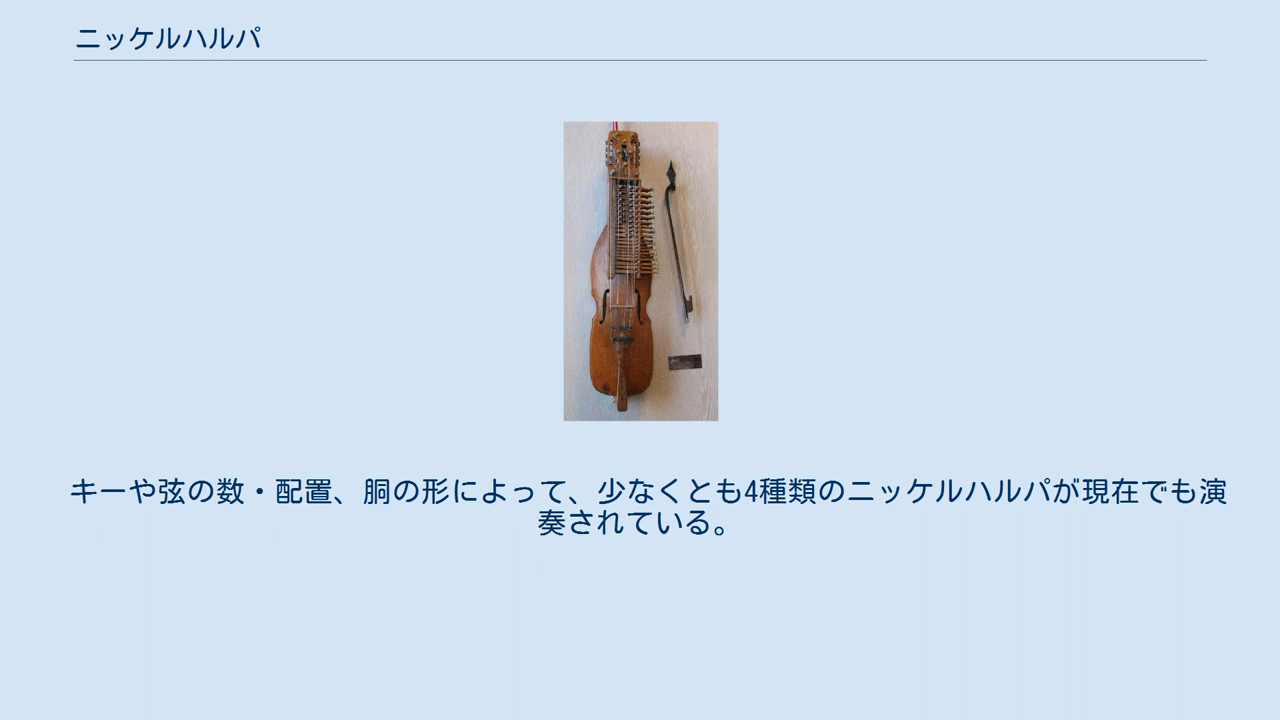 ニッケルハルパ
キーや弦の数・配置、胴の形によって、少なくとも4種類のニッケルハルパが現在でも演
奏されている。